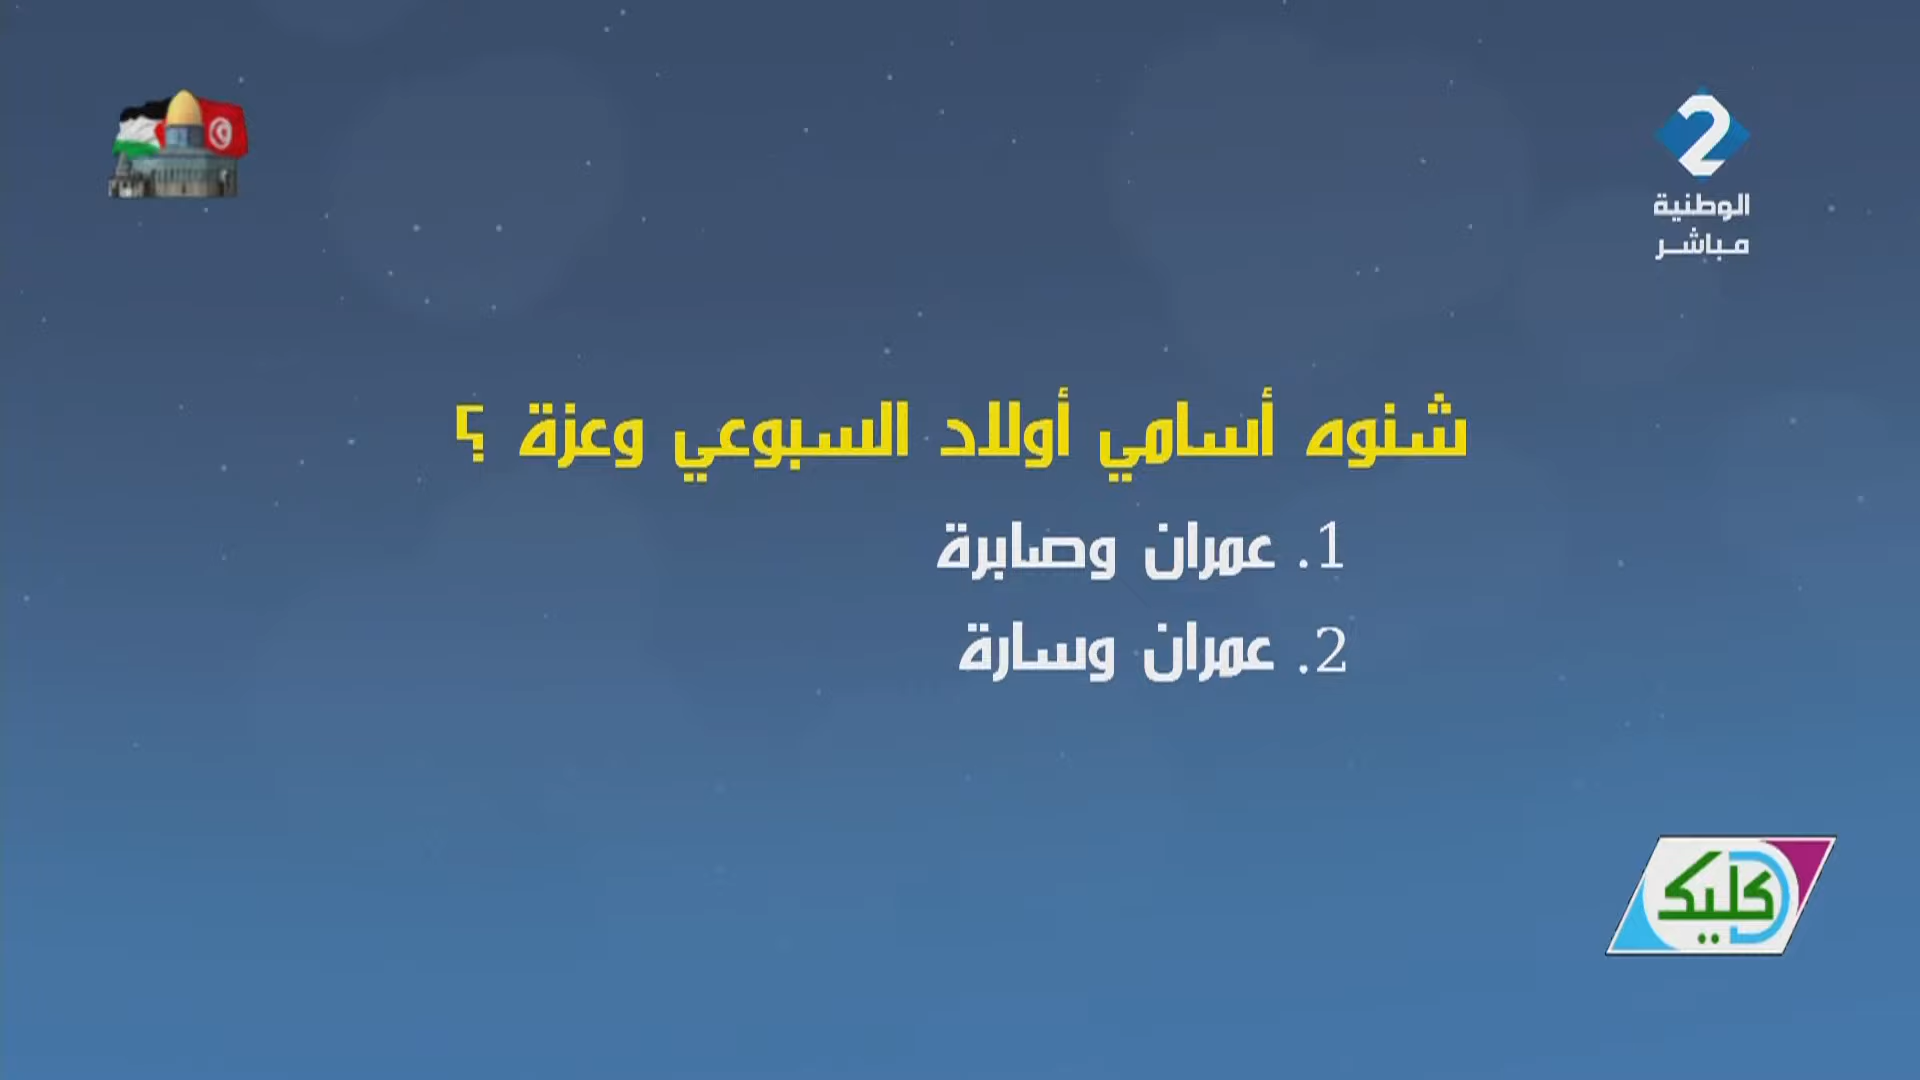 الوطنية
مباشر
شنوه أسامي أولاد السبوعي وعزة ؟
1. عمران وصابرة
2. عمران وسارة
كليك